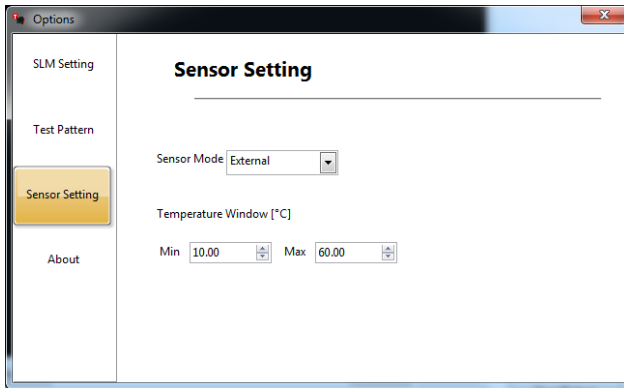 Options
SLM Setting
Test Pattern
Sensor Setting
About
Sensor Setting
Sensor Mode External
Temperature Window [°C]
Min 10.00 Max 60.00